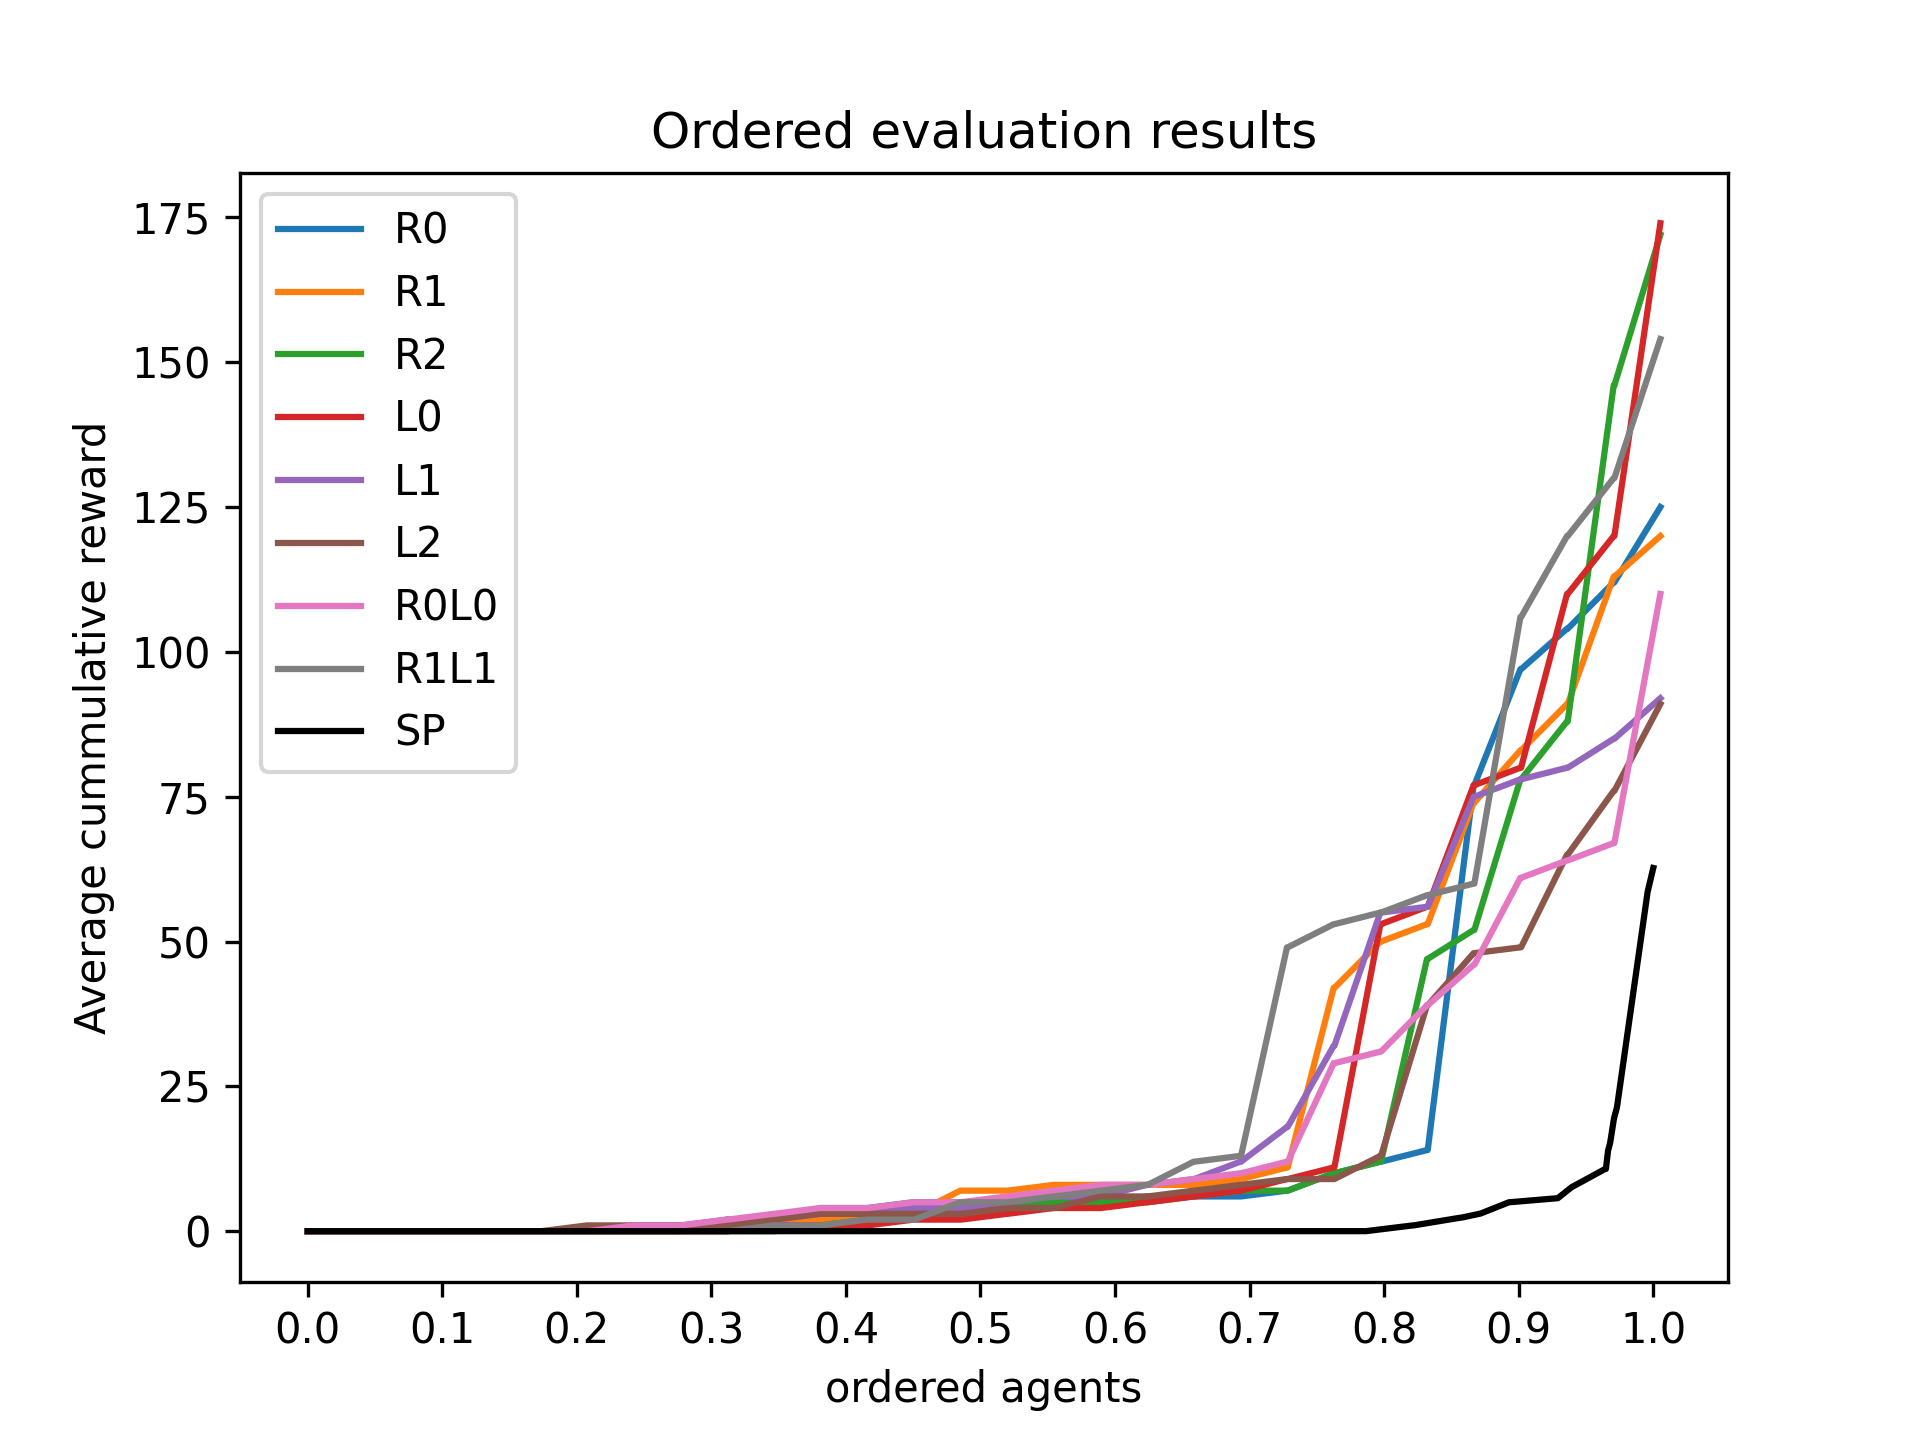 Ordered evaluation results
Average cummulative reward
175
150
125
100
75
50
25
0
R0
R1
R2
L0
L1
L2
R0L0
R1L1
SP
0.0 0.1 0.2 0.3 0.4 0.5 0.6 0.7 0.8 0.9 1.0
ordered agents